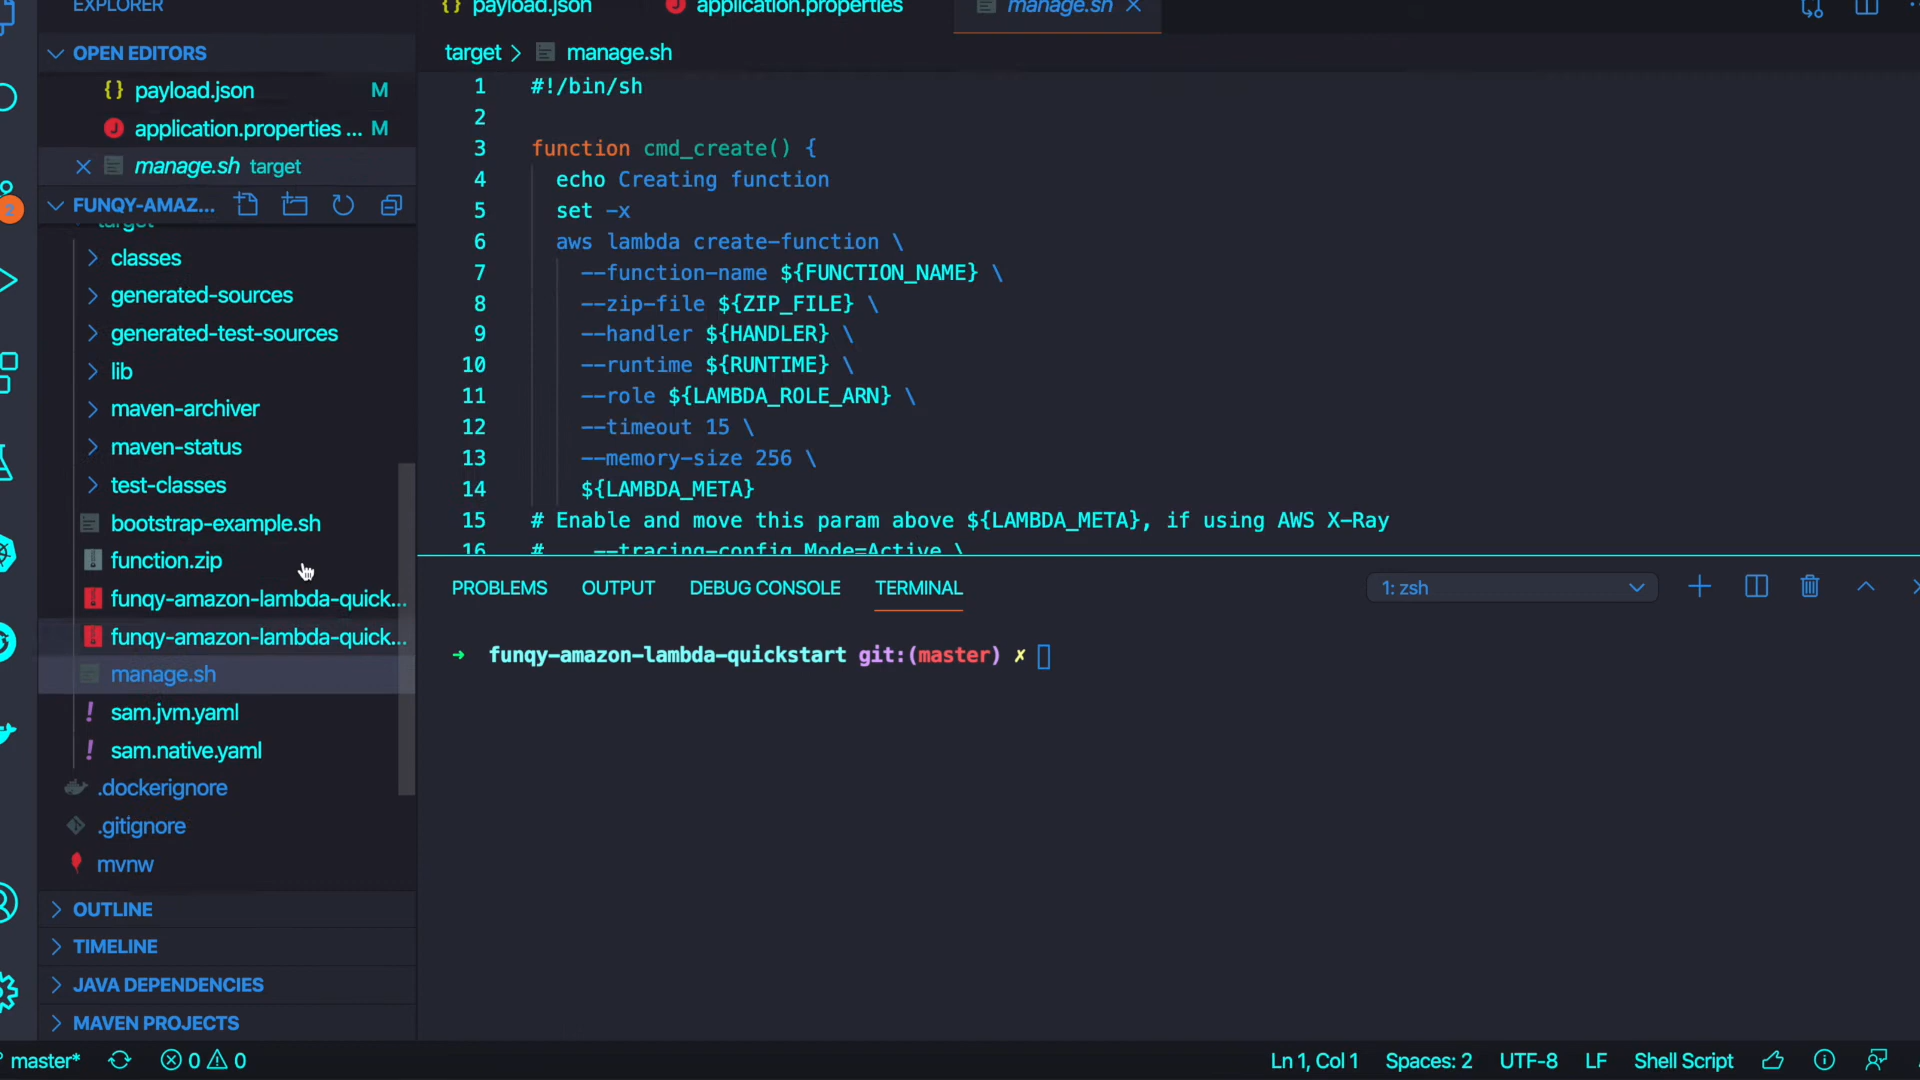 EXPLORER
OPEN EDITORS
payload.json M
application.properties ... M
manage.sh target
FUNQY-AMAZ...
target
classes
generated-sources
generated-test-sources
lib
maven-archiver
maven-status
test-classes
bootstrap-example.sh
function.zip
funqy-amazon-lambda-quick...
funqy-amazon-lambda-quick...
manage.sh
sam.jvm.yaml
sam.native.yaml
.dockerignore
.gitignore
mvnw
OUTLINE
TIMELINE
JAVA DEPENDENCIES
MAVEN PROJECTS
2
payload.json
application.properties
manage.sh
target > manage.sh
1 #!/bin/sh
2
3 function cmd_create() {
4 echo Creating function
5 set -x
6 aws lambda create-function \
7 --function-name ${FUNCTION_NAME} \
8 --zip-file ${ZIP_FILE} \
9 --handler ${HANDLER} \
10 --runtime ${RUNTIME} \
11 --role ${LAMBDA_ROLE_ARN} \
12 --timeout 15 \
13 --memory-size 256 \
14 ${LAMBDA_META}
15 # Enable and move this param above ${LAMBDA_META}, if using AWS X-Ray
16 # --tracing-config Mode=Active \
PROBLEMS OUTPUT DEBUG CONSOLE TERMINAL
1: zsh
➜ funqy-amazon-lambda-quickstart git:(master) ✗
master* 0 0
Ln 1, Col 1 Spaces: 2 UTF-8 LF Shell Script